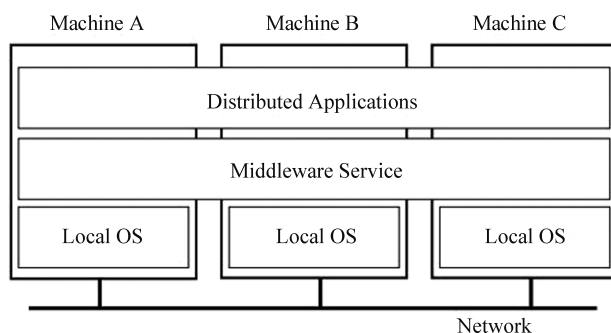 Machine A
Machine B
Machine C
Distributed Applications
Middleware Service
Local OS
Local OS
Local OS
Network